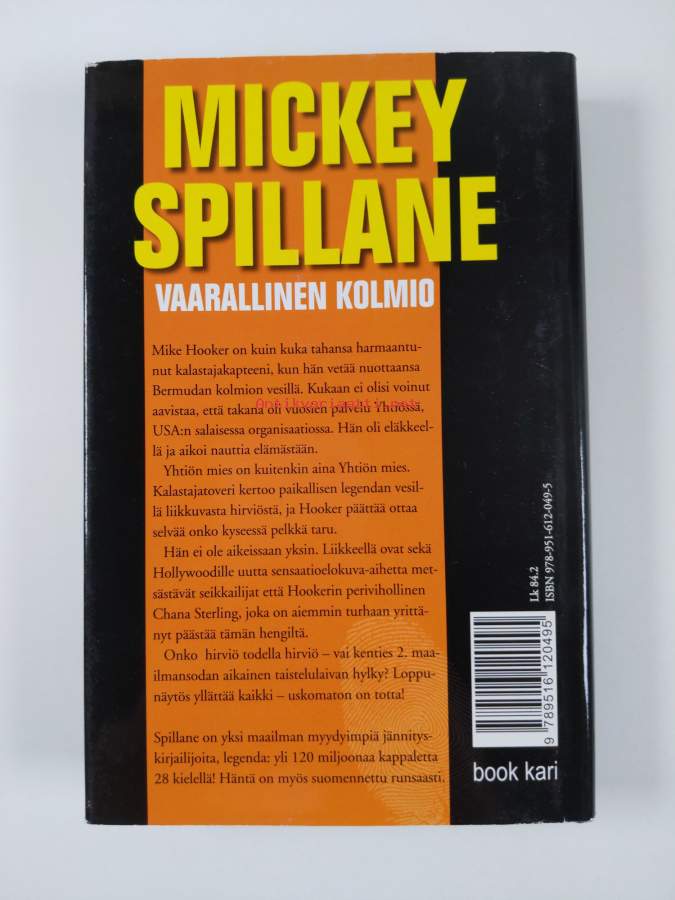 MICKEY
SPILLANE
VAARALLINEN KOLMIO
Mike Hooker on kuin kuka tahansa harmaantu-
nut kalastajakapteeni, kun hän vetää nuottaansa
Bermudan kolmion vesillä. Kukaan ei olisi voinut
aavistaa, että takana oli vuosien palvelu Yhtiössä,
USA:n salaisessa organisaatiossa. Hän oli eläkkeel-
lä ja aikoi nauttia elämästään.
Yhtiön mies on kuitenkin aina Yhtiön mies.
Kalastajatoveri kertoo paikallisen legendan vesil-
lä liikkuvasta hirviöstä, ja Hooker päättää ottaa
selvää onko kyseessä pelkkä taru.
Hän ei ole aikeissaan yksin. Liikkeellä ovat sekä
Hollywoodille uutta sensaatioelokuva-aihetta met-
sästävät seikkailijat että Hookerin perivihollinen
Chana Sterling, joka on aiemmin turhaan yrittä-
nyt päästää tämän hengiltä.
Onko hirviö todella hirviö – vai kenties 2. maa-
ilmansodan aikainen taistelulaivan hylky? Loppu-
näytös yllättää kaikki – uskomaton on totta!
Spillane on yksi maailman myydyimpiä jännitys-
kirjailijoita, legenda: yli 120 miljoonaa kappaletta
28 kielellä! Häntä on myös suomennettu runsaasti.
Antikvariaatti.net
Lk 84.2
ISBN 978-951-612-049-5
9 789516 120495
book kari